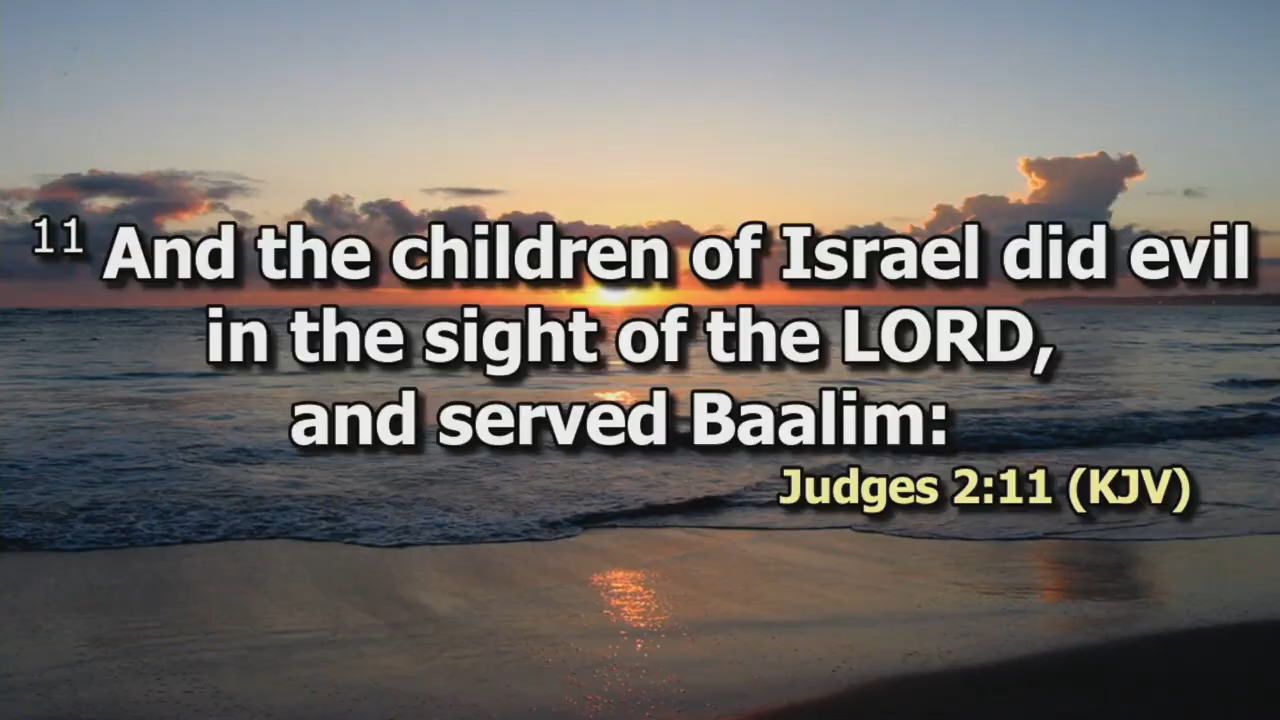 11 And the children of Israel did evil
in the sight of the LORD,
and served Baalim:
Judges 2:11 (KJV)